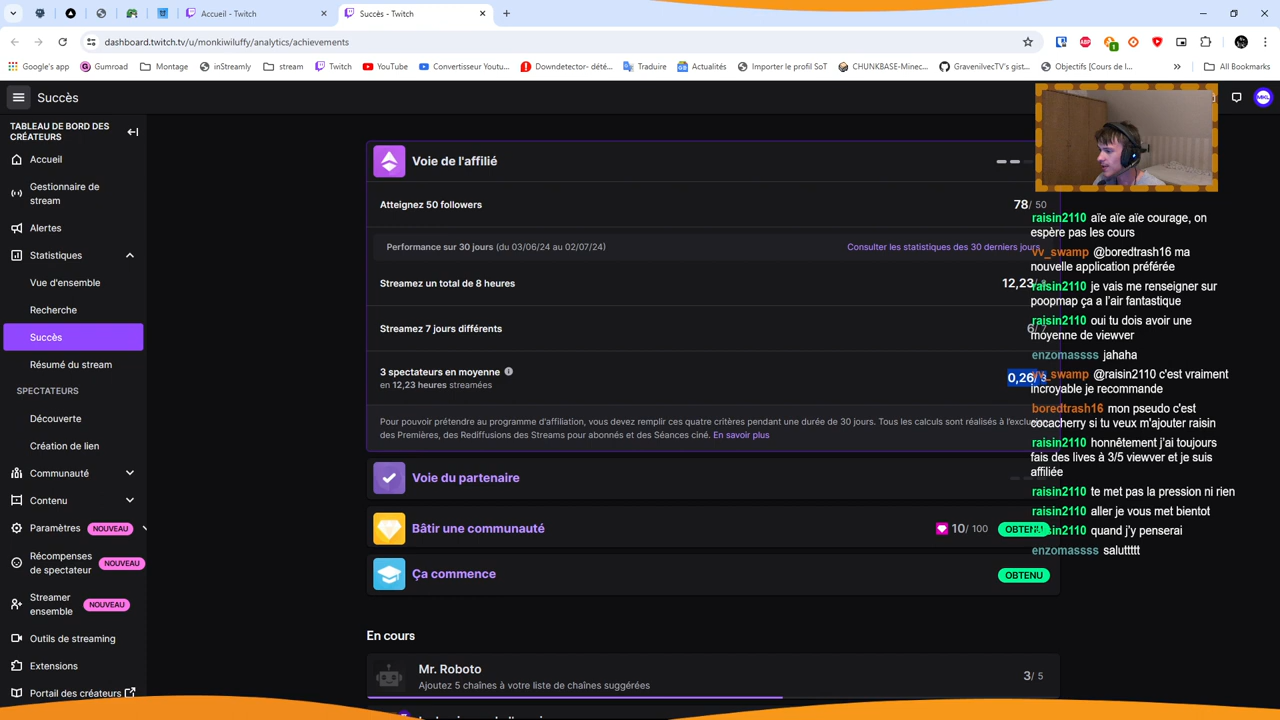 Accueil - Twitch
Succès - Twitch
dashboard.twitch.tv/u/monkiwiluffy/analytics/achievements
Google's app
Gumroad
Montage
inStreamly
stream
Twitch
YouTube
Convertisseur Youtu...
Downdetector- déte...
Traduire
Actualités
Importer le profil SoT
CHUNKBASE-Minec...
GravenilvecTV's gist...
Objectifs [Cours de l...
All Bookmarks
Succès
TABLEAU DE BORD DES
CRÉATEURS
Accueil
Gestionnaire de
stream
Alertes
Statistiques
Vue d'ensemble
Recherche
Succès
Résumé du stream
SPECTATEURS
Découverte
Création de lien
Communauté
Contenu
Paramètres NOUVEAU
Récompenses
de spectateur NOUVEAU
Streamer
ensemble NOUVEAU
Outils de streaming
Extensions
Portail des créateurs
Voie de l'affilié
Atteignez 50 followers 78/ 50
Performance sur 30 jours (du 03/06/24 au 02/07/24) Consulter les statistiques des 30 derniers jours
Streamez un total de 8 heures 12,23/ 8
Streamez 7 jours différents 6/ 7
3 spectateurs en moyenne 0,26/ 3
en 12,23 heures streamées
Pour pouvoir prétendre au programme d'affiliation, vous devez remplir ces quatre critères pendant une durée de 30 jours. Tous les calculs sont réalisés à
des Premières, des Rediffusions des Streams pour abonnés et des Séances ciné. En savoir plus
Voie du partenaire
Bâtir une communauté 10/ 100 OBTENU
Ça commence OBTENU
En cours
Mr. Roboto
Ajoutez 5 chaînes à votre liste de chaînes suggérées 3/ 5
MKL
raisin2110 aïe aïe aïe courage, on
espère pas les cours
vv_swamp @boredtrash16 ma
nouvelle application préférée
raisin2110 je vais me renseigner sur
poopmap ça a l'air fantastique
raisin2110 oui tu dois avoir une
moyenne de viewver
enzomassss jahaha
vv_swamp @raisin2110 c'est vraiment
incroyable je recommande
boredtrash16 mon pseudo c'est
cocacherry si tu veux m'ajouter raisin
raisin2110 honnêtement j'ai toujours
fais des lives à 3/5 viewver et je suis
affiliée
raisin2110 te met pas la pression ni rien
raisin2110 aller je vous met bientot
raisin2110 quand j'y penserai
enzomassss saluttttt